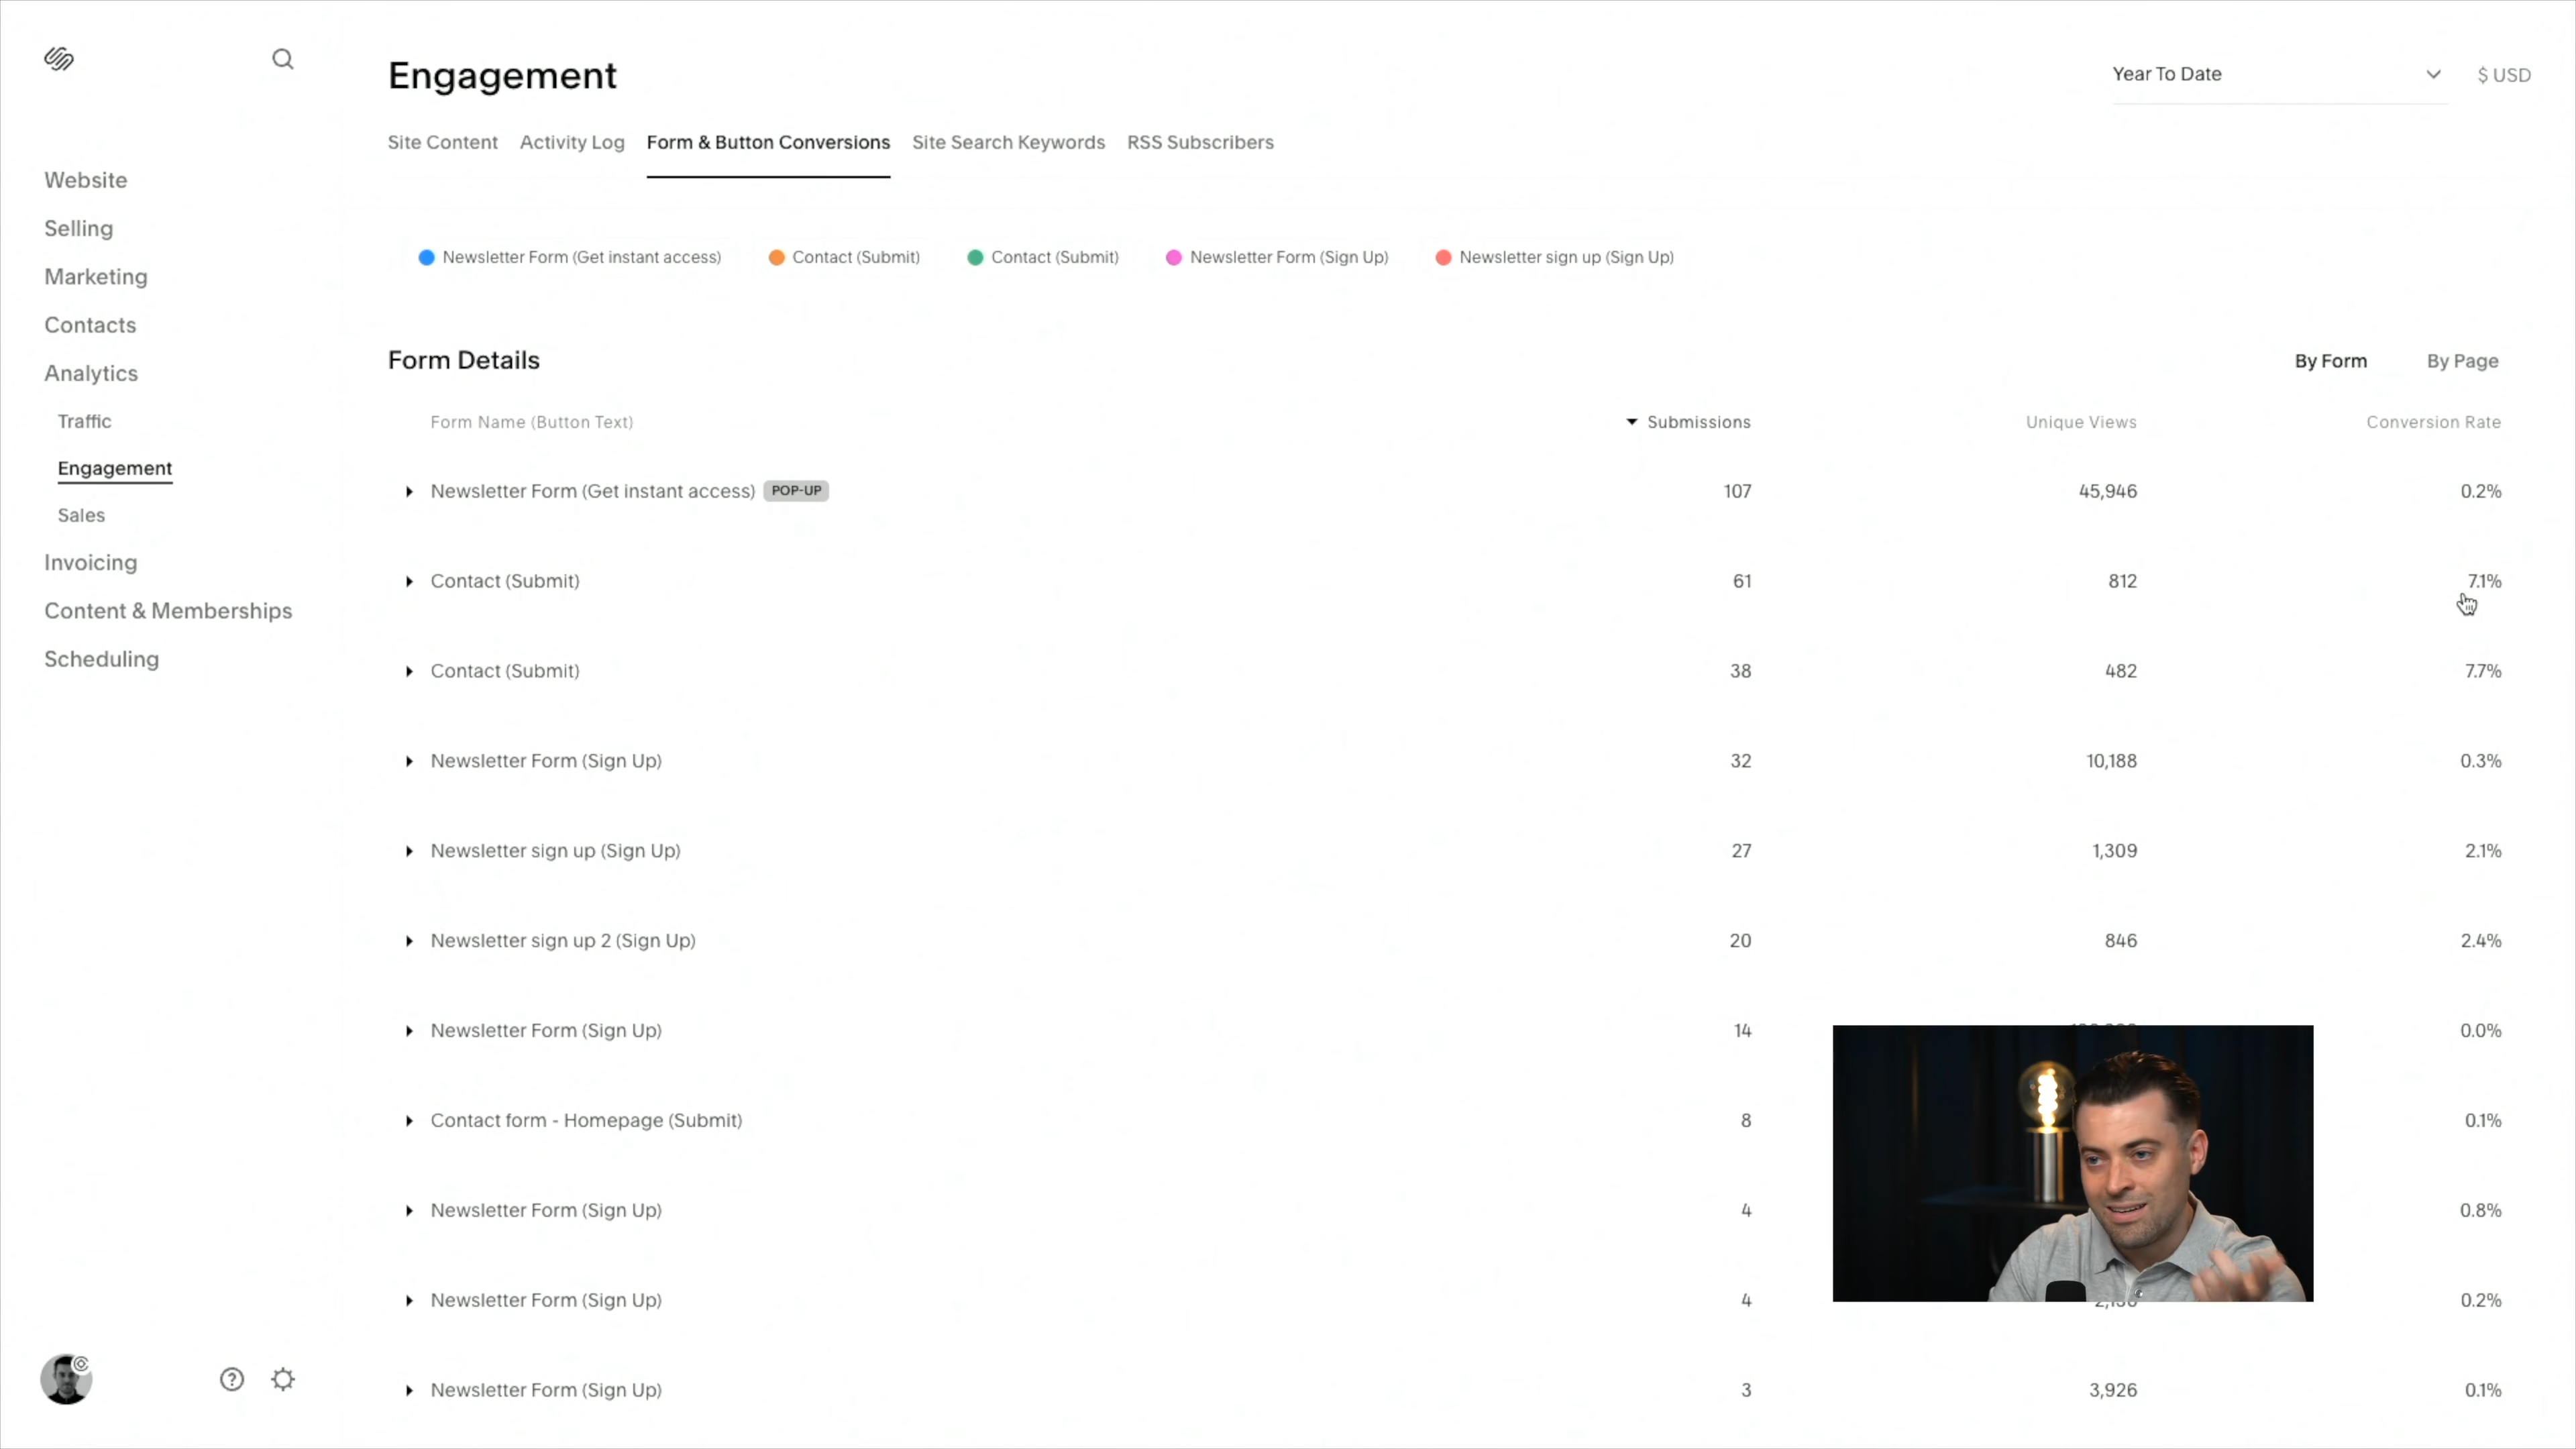 Engagement
Year To Date
$ USD
Site Content Activity Log Form & Button Conversions Site Search Keywords RSS Subscribers
Website
Selling
Marketing
Contacts
Analytics
Traffic
Engagement
Sales
Invoicing
Content & Memberships
Scheduling
Newsletter Form (Get instant access) Contact (Submit) Contact (Submit) Newsletter Form (Sign Up) Newsletter sign up (Sign Up)
Form Details By Form By Page
Form Name (Button Text) Submissions Unique Views Conversion Rate
Newsletter Form (Get instant access) POP-UP 107 45,946 0.2%
Contact (Submit) 61 812 7.1%
Contact (Submit) 38 482 7.7%
Newsletter Form (Sign Up) 32 10,188 0.3%
Newsletter sign up (Sign Up) 27 1,309 2.1%
Newsletter sign up 2 (Sign Up) 20 846 2.4%
Newsletter Form (Sign Up) 14 0.0%
Contact form - Homepage (Submit) 8 0.1%
Newsletter Form (Sign Up) 4 0.8%
Newsletter Form (Sign Up) 4 0.2%
Newsletter Form (Sign Up) 3 3,926 0.1%